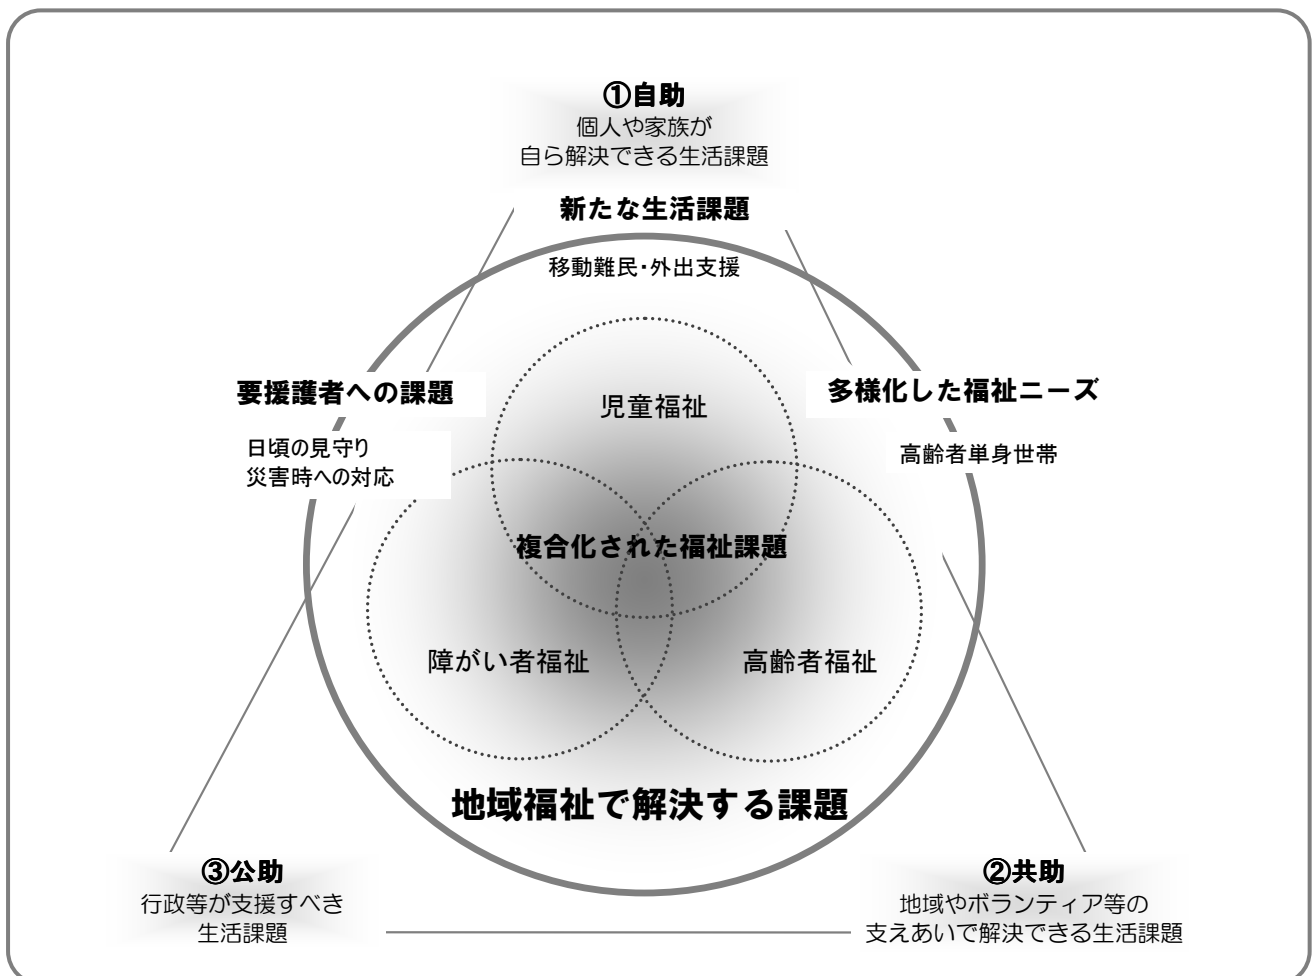 ①自助
個人や家族が
自ら解決できる生活課題
新たな生活課題
移動難民・外出支援
要援護者への課題
日頃の見守り
災害時への対応
多様化した福祉ニーズ
高齢者単身世帯
児童福祉
複合化された福祉課題
障がい者福祉
高齢者福祉
地域福祉で解決する課題
③公助
行政等が支援すべき
生活課題
②共助
地域やボランティア等の
支えあいで解決できる生活課題